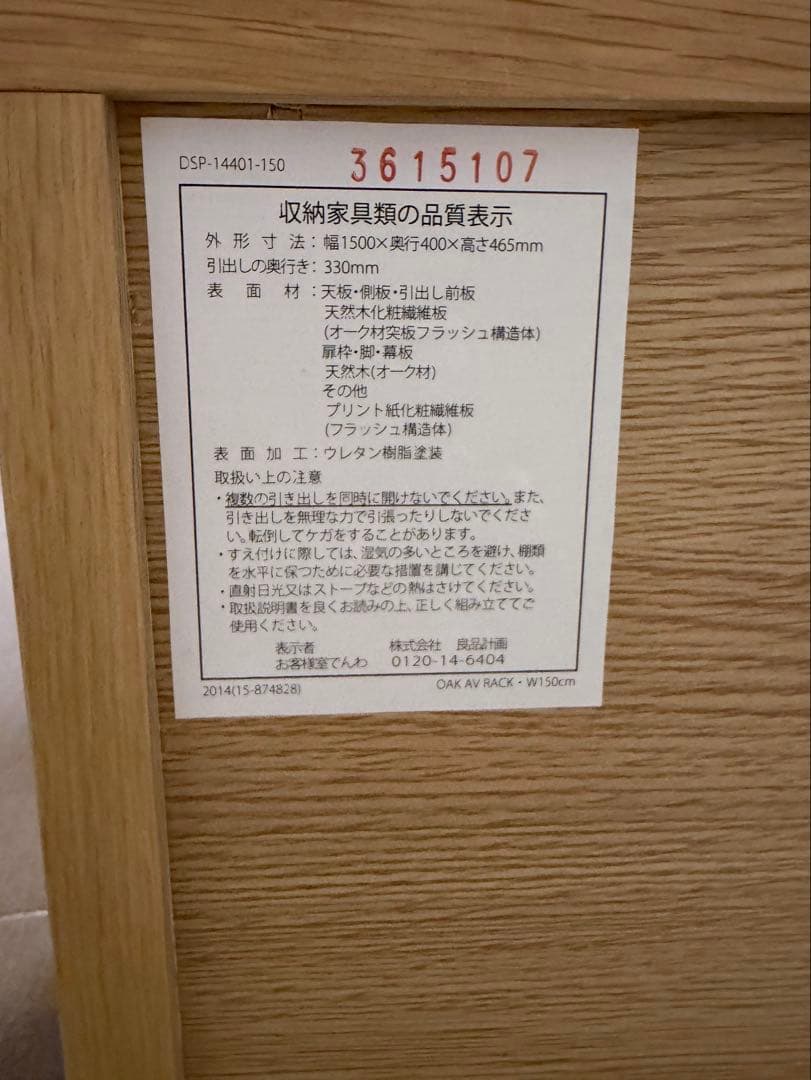 DSP-14401-150
3615107
収納家具類の品質表示
外形寸法：幅1500×奥行400×高さ465mm
引出しの奥行き：330mm
表面材：天板・側板・引出し前板
天然木化粧繊維板
(オーク材突板フラッシュ構造体)
扉枠・脚・幕板
天然木(オーク材)
その他
プリント紙化粧繊維板
(フラッシュ構造体)
表面加工：ウレタン樹脂塗装
取扱い上の注意
・複数の引き出しを同時に開けないでください。また、
引き出しを無理な力で引張ったりしないでくださ
い。転倒してケガをすることがあります。
・すえ付けに際しては、湿気の多いところを避け、棚類
を水平に保つために必要な措置を講じてください。
・直射日光又はストーブなどの熱はさけてください。
・取扱説明書を良くお読みの上、正しく組み立ててご
使用ください。
表示者 株式会社 良品計画
お客様室でんわ 0120-14-6404
2014(15-874828)
OAK AV RACK・W150cm